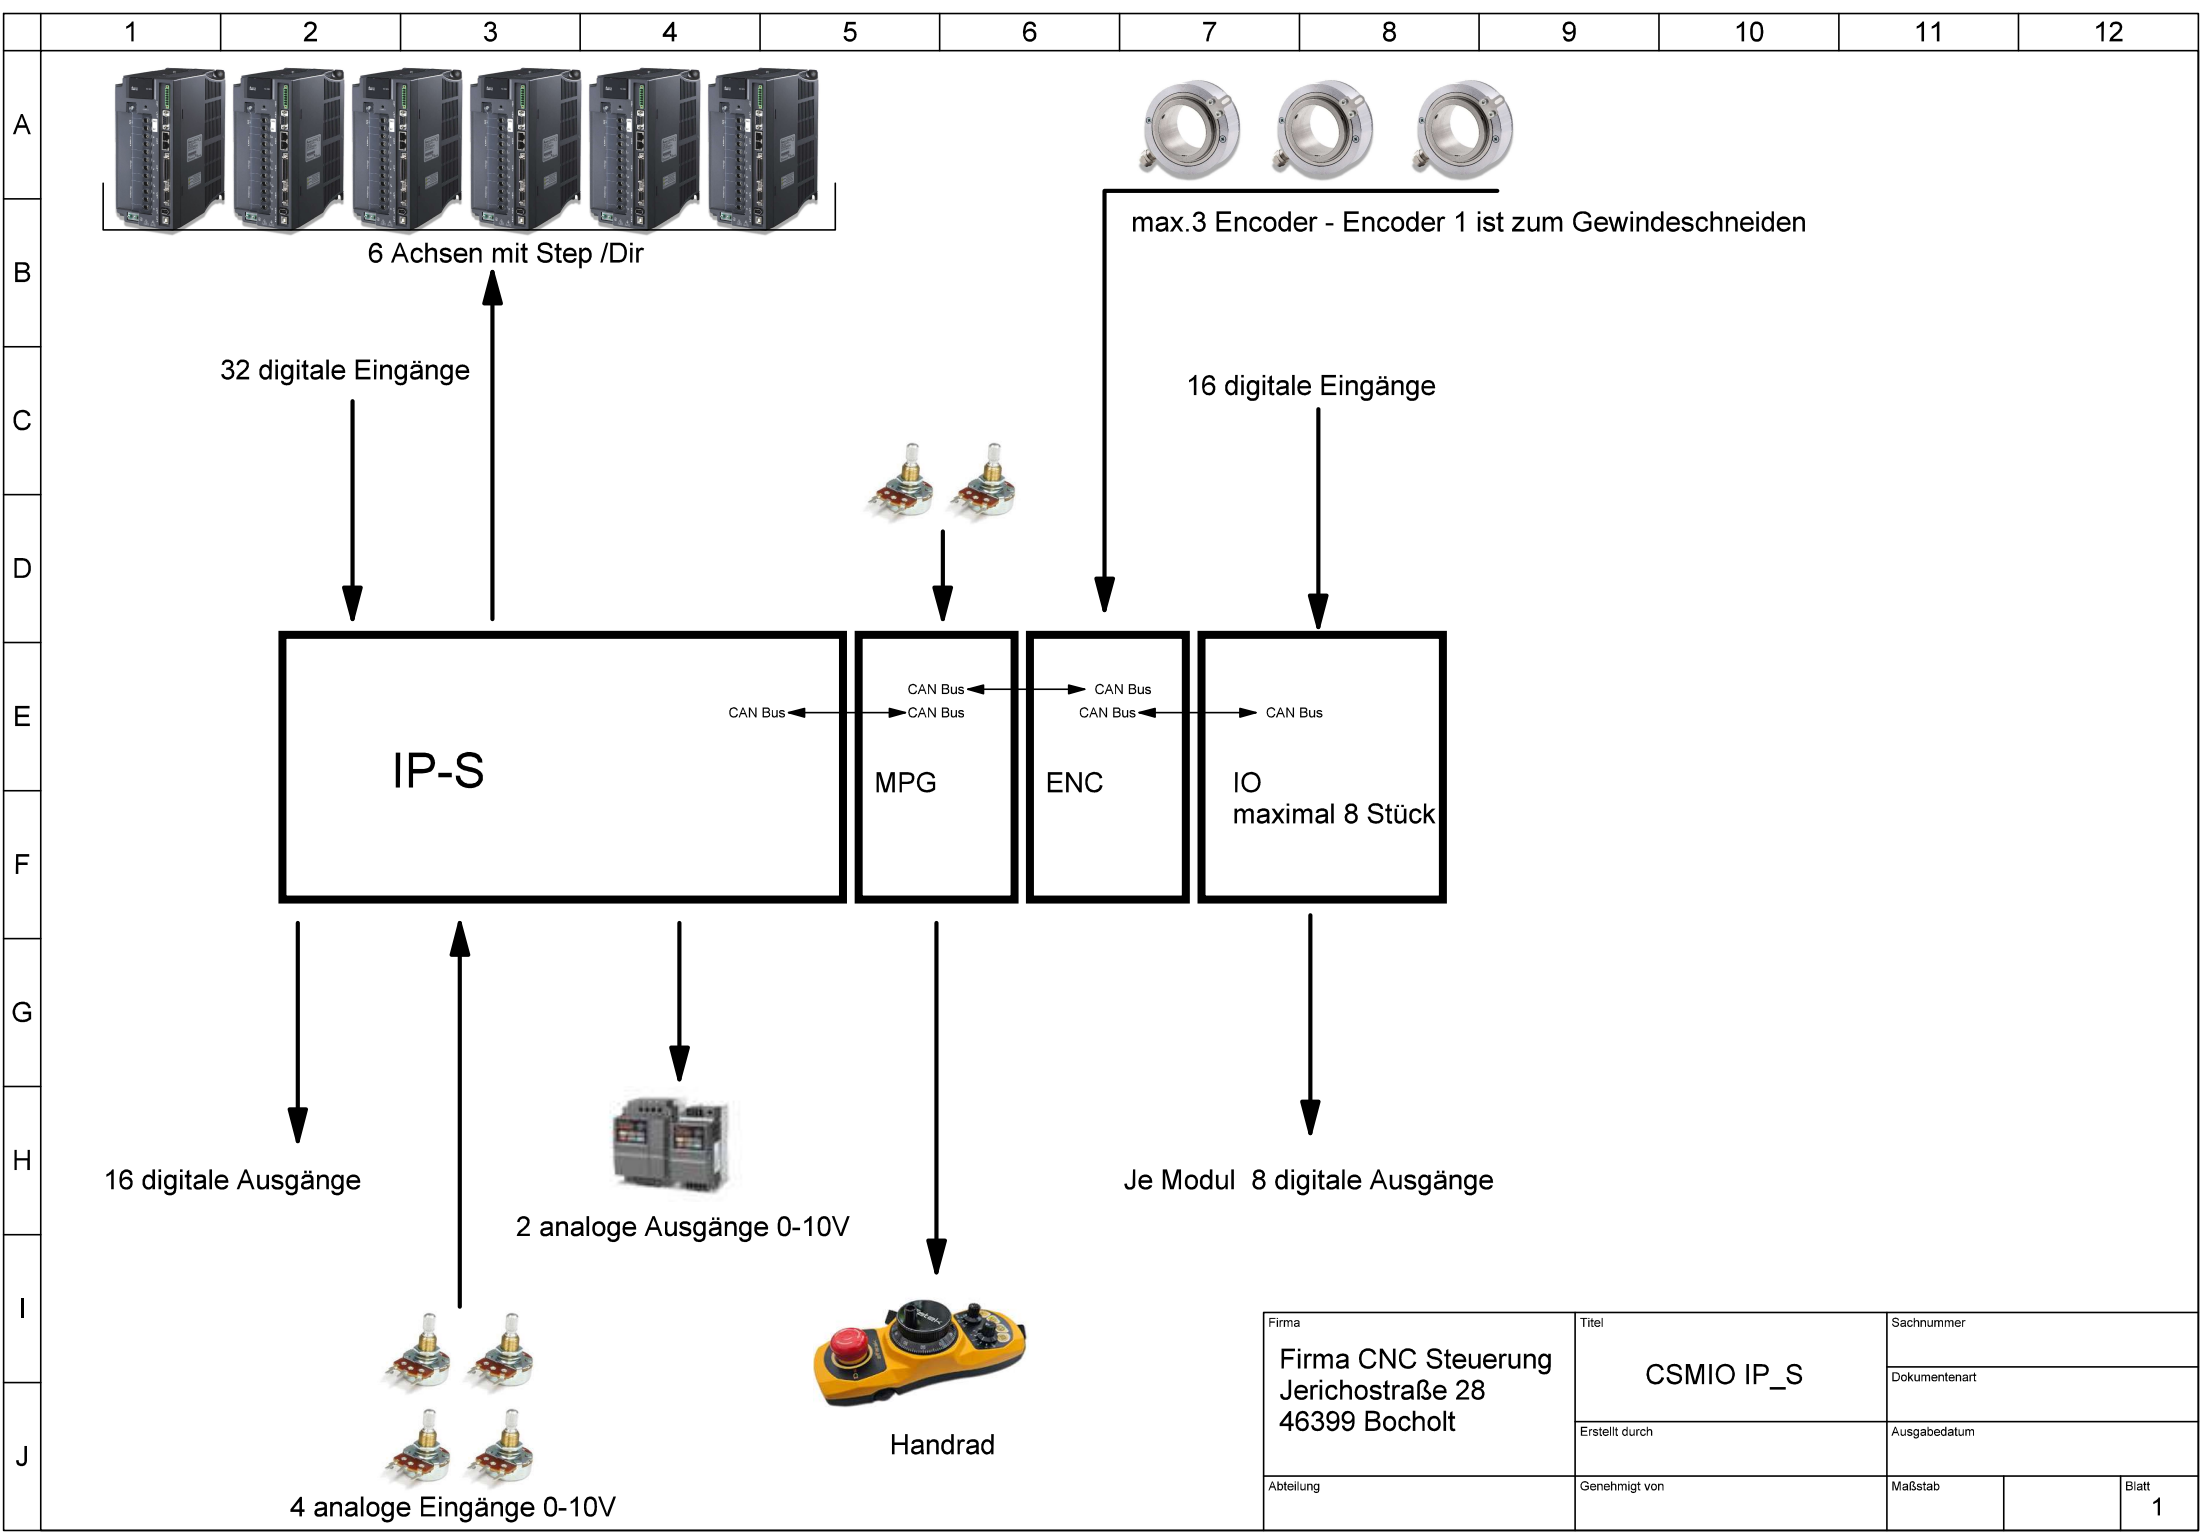 1 2 3 4 5 6 7 8 9 10 11 12
A
B
C
D
E
F
G
H
I
J
6 Achsen mit Step /Dir
max.3 Encoder - Encoder 1 ist zum Gewindeschneiden
32 digitale Eingänge
16 digitale Eingänge
CAN Bus
CAN Bus
CAN Bus
CAN Bus
CAN Bus
CAN Bus
IP-S
MPG
ENC
IO
maximal 8 Stück
16 digitale Ausgänge
2 analoge Ausgänge 0-10V
Je Modul  8 digitale Ausgänge
Handrad
4 analoge Eingänge 0-10V
Firma
Firma CNC Steuerung
Jerichostraße 28
46399 Bocholt
Titel
CSMIO IP_S
Sachnummer
Dokumentenart
Erstellt durch
Ausgabedatum
Abteilung
Genehmigt von
Maßstab
Blatt
1